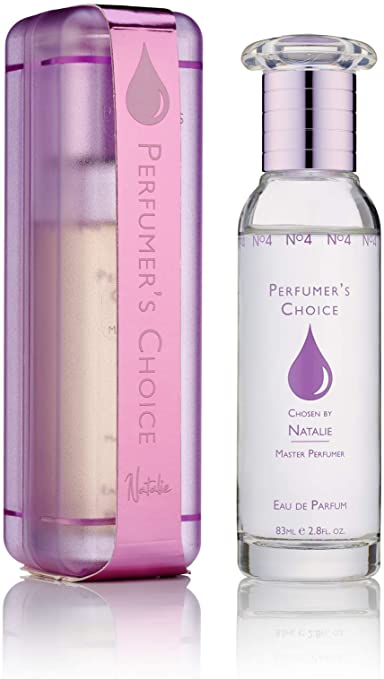 PERFUMER'S CHOICE
Natalie
Nº4 Nº4 Nº4 Nº4
PERFUMER'S
CHOICE
CHOSEN BY
NATALIE
MASTER PERFUMER
EAU DE PARFUM
83ML ℮ 2.8FL. OZ.